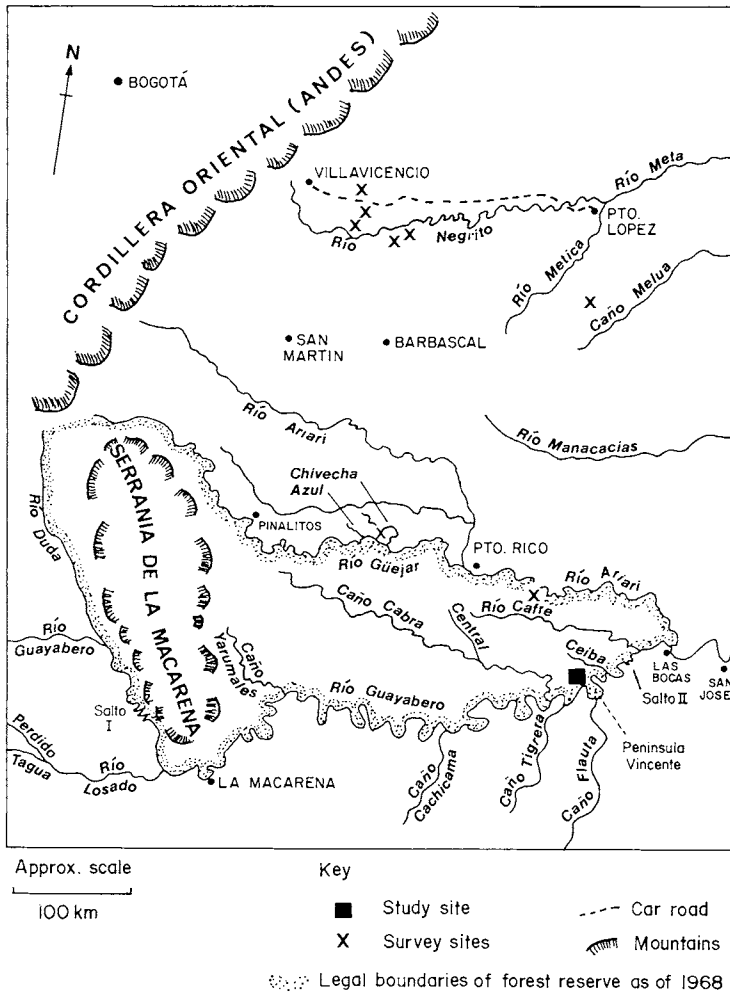 N
BOGOTÁ
CORDILLERA ORIENTAL (ANDES)
VILLAVICENCIO
Río Meta
PTO.
LOPEZ
Río Negrito
Río Metica
Caño Melua
X
X
X
X
X
X
SAN
MARTIN
BARBASCAL
Río Ariari
Río Manacacías
Chivecha
Azul
SERRANIA DE LA MACARENA
Río Duda
PINALITOS
Río Güejar
PTO. RICO
Río Ariari
X
Caño Cabra
Central
Río Cafre
Ceiba
Río
Guayabero
Caño
Yarumales
LAS
BOCAS
SAN
JOSE
Salto II
Río Guayabero
Salto
I
Peninsula
Vincente
Perdido
Tagua
Río
Losado
LA MACARENA
Caño
Cachicama
Caño Tigrera
Caño Flauta
Approx. scale
100 km
Key
Study site
Car road
X Survey sites
Mountains
Legal boundaries of forest reserve as of 1968